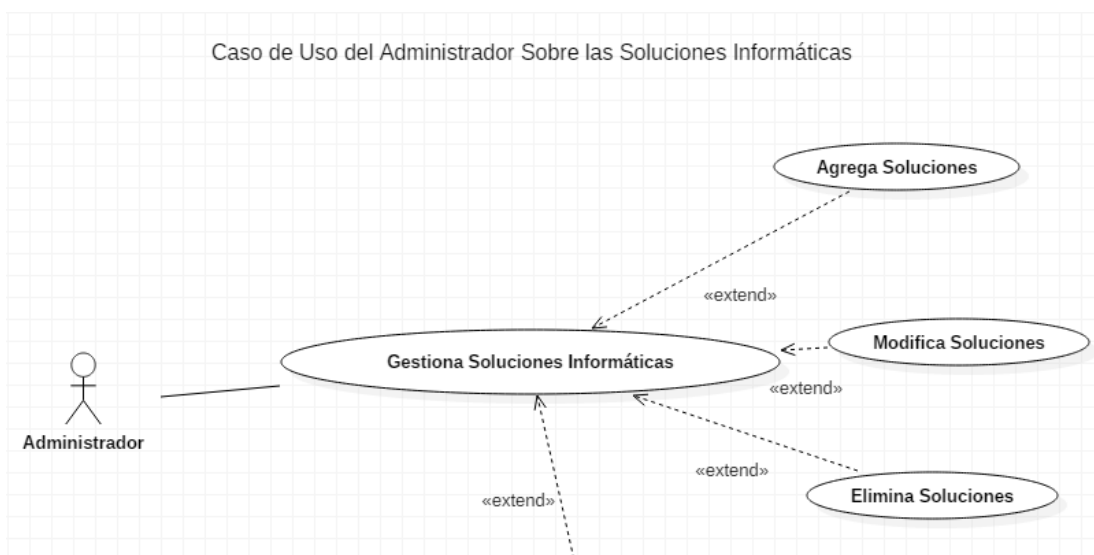 Caso de Uso del Administrador Sobre las Soluciones Informáticas
Agrega Soluciones
«extend»
Modifica Soluciones
Gestiona Soluciones Informáticas
«extend»
Administrador
«extend»
Elimina Soluciones
«extend»